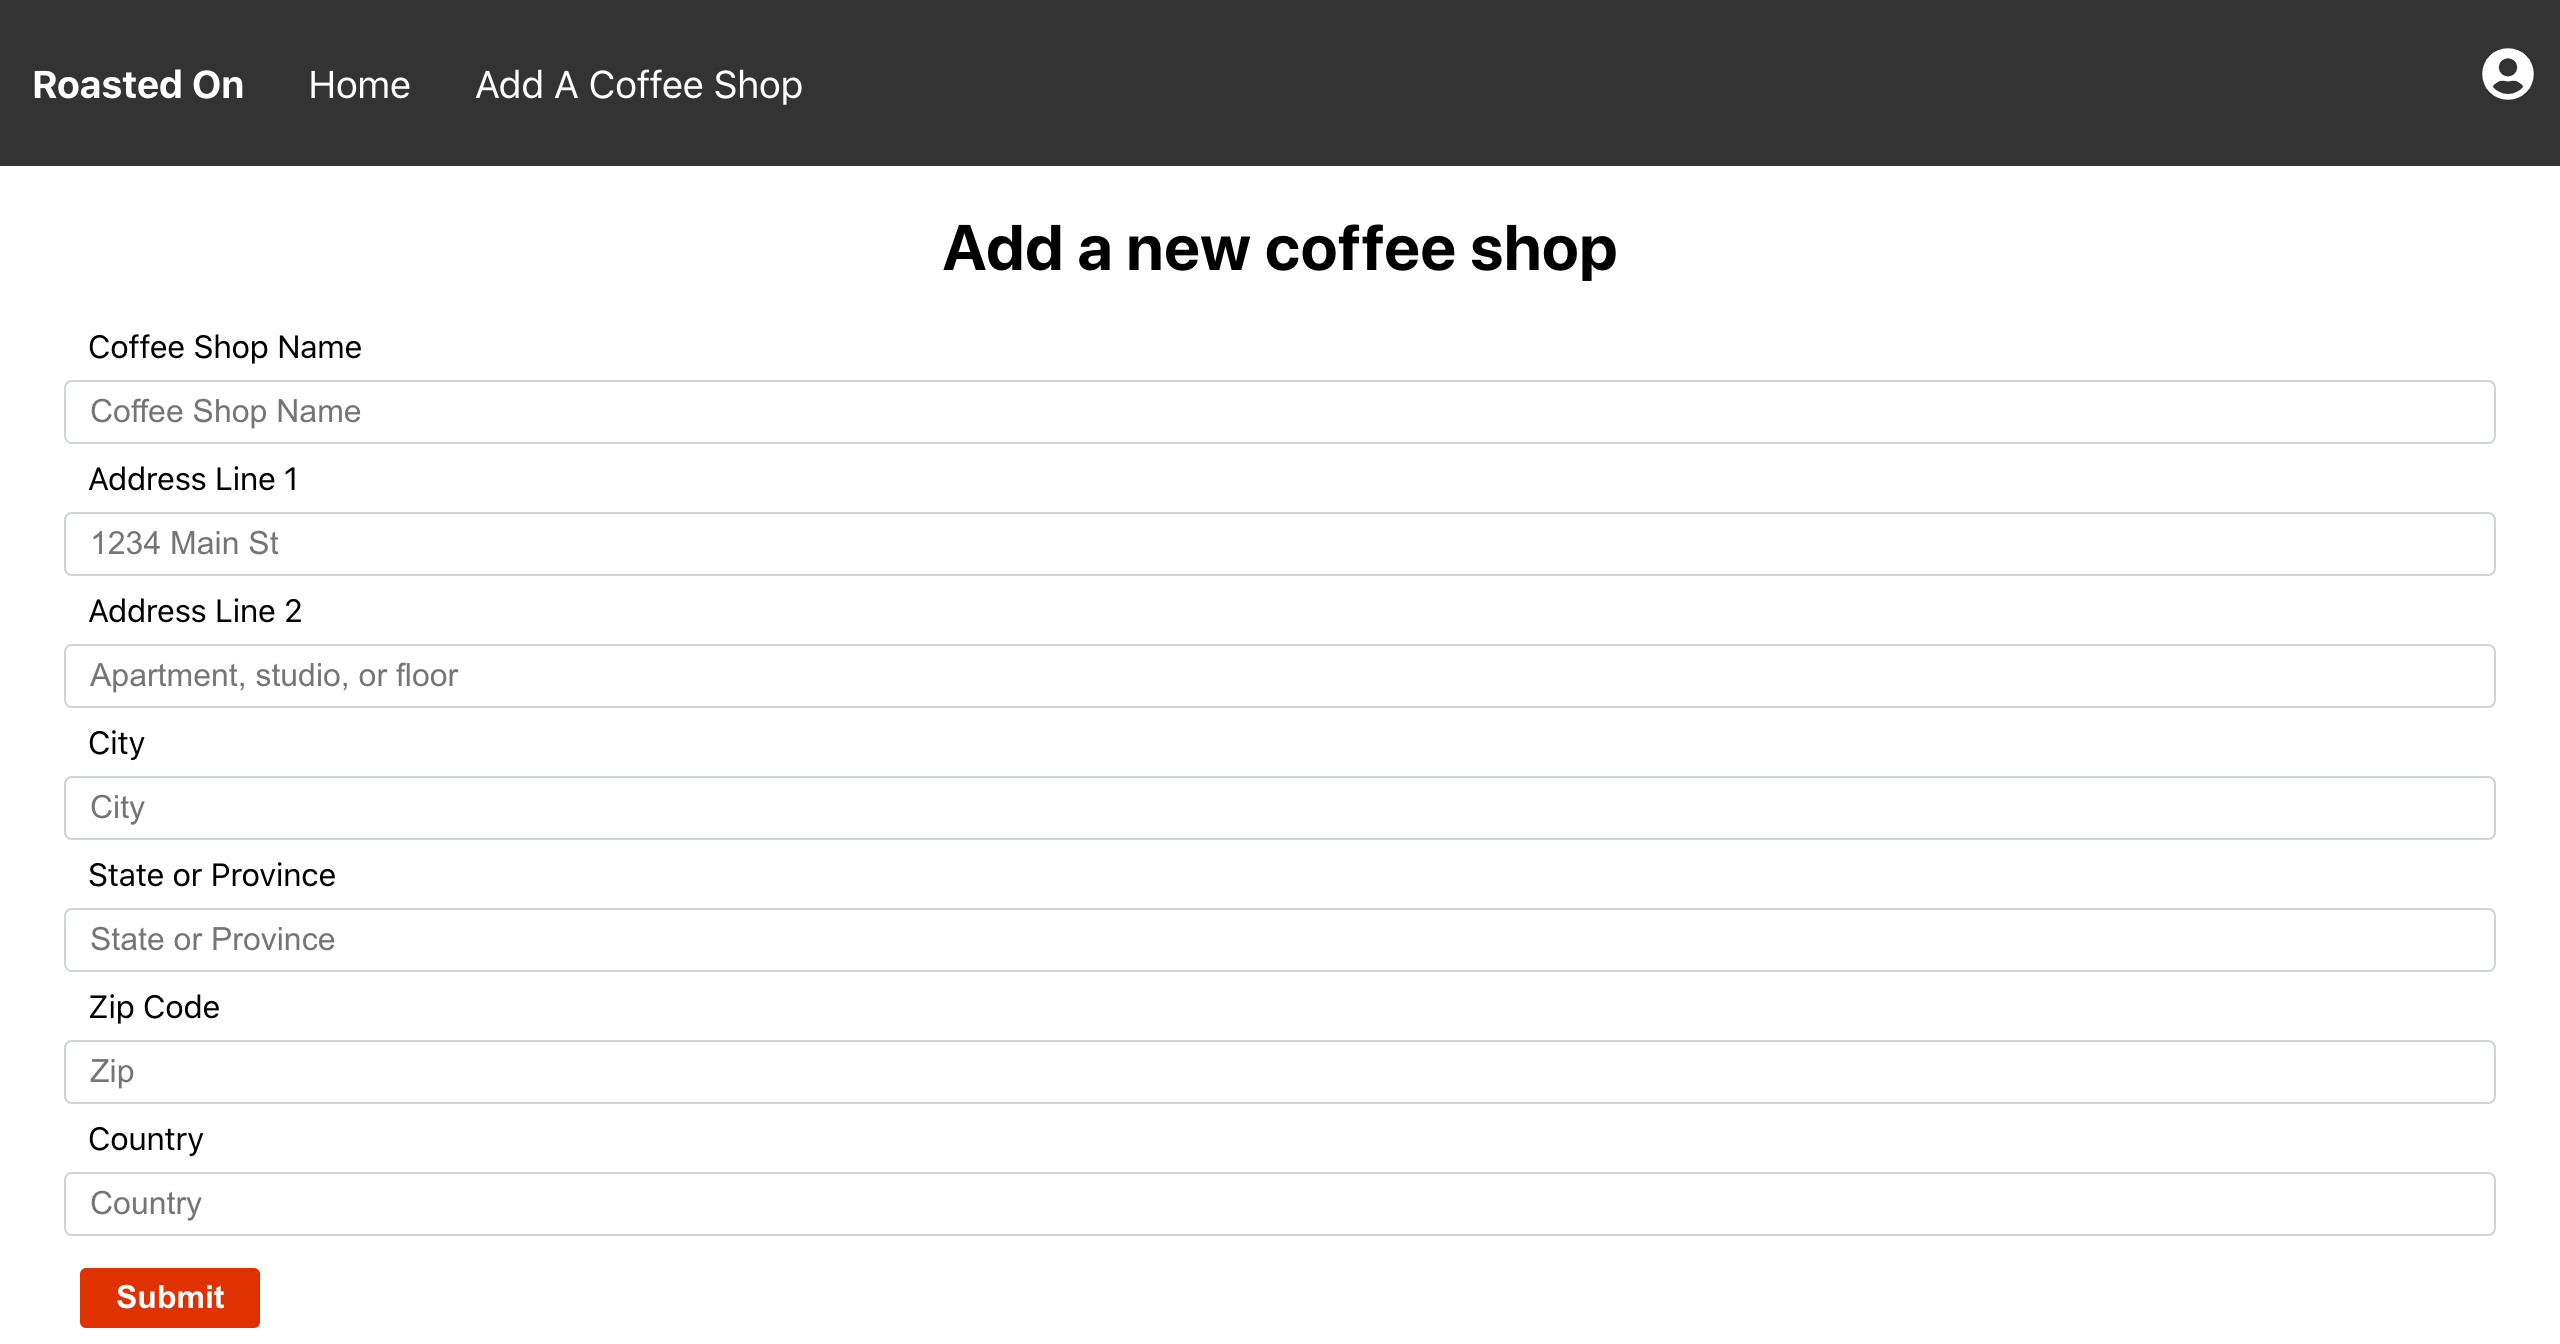 Roasted On Home Add A Coffee Shop
Add a new coffee shop
Coffee Shop Name
Coffee Shop Name
Address Line 1
1234 Main St
Address Line 2
Apartment, studio, or floor
City
City
State or Province
State or Province
Zip Code
Zip
Country
Country
Submit